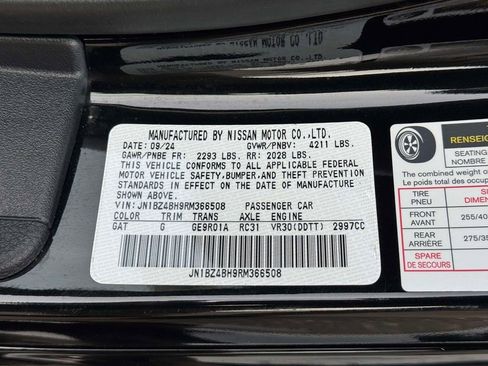 MANUFACTURED BY NISSAN MOTOR CO.,LTD.
DATE: 09/24 GVWR/PNBV: 4211 LBS.
GAWR/PNBE FR: 2293 LBS. RR: 2028 LBS.
THIS VEHICLE CONFORMS TO ALL APPLICABLE FEDERAL
MOTOR VEHICLE SAFETY,BUMPER,AND THEFT PREVENTION
STANDARDS IN EFFECT ON THE DATE OF MANUFACTURE
SHOWN ABOVE.
VIN:JN1BZ4BH9RM366508 PASSENGER CAR
COLOR TRIM TRANS AXLE ENGINE
GAT G GE9R01A RC31 VR30(DDTT) 2997CC
JN1BZ4BH9RM366508
RENSEIGN
SEATING
NOMBRE
The combined weight of
Le poids total des occup
TIRE
PNEU
DIMENSI
FRONT
AVANT
255/40
REAR
ARRIÈRE
275/35
SPARE
DE SECOURS